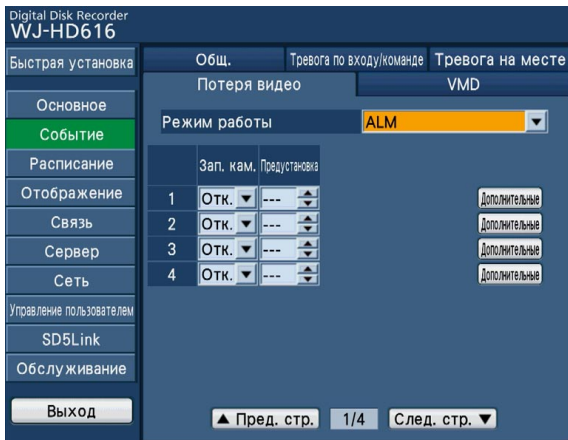 Digital Disk Recorder
WJ-HD616
Быстрая установка
Основное
Событие
Расписание
Отображение
Связь
Сервер
Сеть
Управление пользователем
SD5Link
Обслуживание
Выход
Общ. Тревога по входу/команде Тревога на месте
Потеря видео VMD
Режим работы ALM
Зап. кам. Предустановка
1 Отк. --- Дополнительные
2 Отк. --- Дополнительные
3 Отк. --- Дополнительные
4 Отк. --- Дополнительные
▲ Пред. стр. 1/4 След. стр. ▼